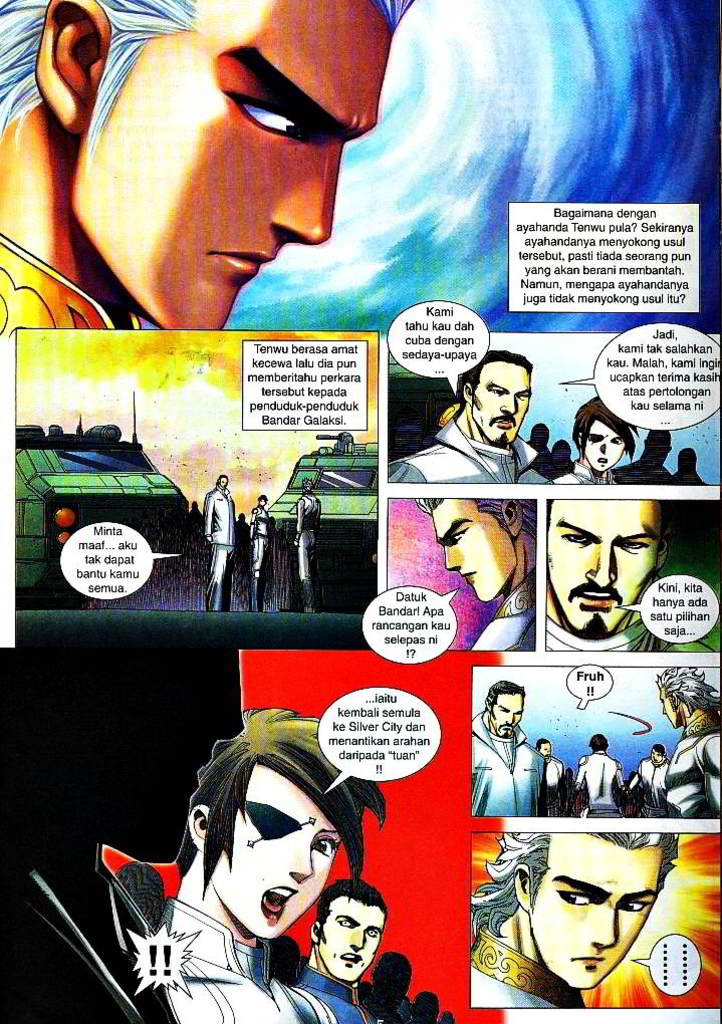 Bagaimana dengan
ayahanda Tenwu pula? Sekiranya
ayahandanya menyokong usul
tersebut, pasti tiada seorang pun
yang akan berani membantah.
Namun, mengapa ayahandanya
juga tidak menyokong usul itu?
Tenwu berasa amat
kecewa lalu dia pun
memberitahu perkara
tersebut kepada
penduduk-penduduk
Bandar Galaksi.
Minta
maaf... aku
tak dapat
bantu kamu
semua.
Kami
tahu kau dah
cuba dengan
sedaya-upaya
...
Jadi,
kami tak salahkan
kau. Malah, kami ingin
ucapkan terima kasih
atas pertolongan
kau selama ni
...
Datuk
Bandar! Apa
rancangan kau
selepas ni
!?
Kini, kita
hanya ada
satu pilihan
saja...
...iaitu
kembali semula
ke Silver City dan
menantikan arahan
daripada "tuan"
!!
!!
Fruh
!!